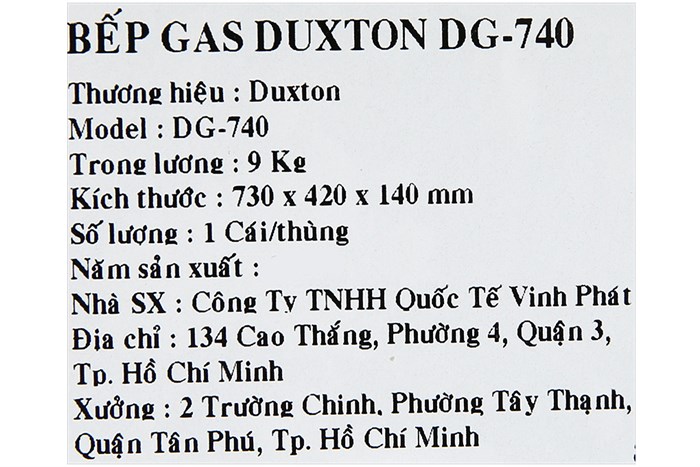 BẾP GAS DUXTON DG-740
Thương hiệu : Duxton
Model : DG-740
Trong lương : 9 Kg
Kích thước : 730 x 420 x 140 mm
Số lượng : 1 Cái/thùng
Năm sản xuất :
Nhà SX : Công Ty TNHH Quốc Tế Vinh Phát
Địa chỉ : 134 Cao Thắng, Phường 4, Quận 3,
Tp. Hồ Chí Minh
Xưởng : 2 Trường Chinh, Phường Tây Thạnh,
Quận Tân Phú, Tp. Hồ Chí Minh